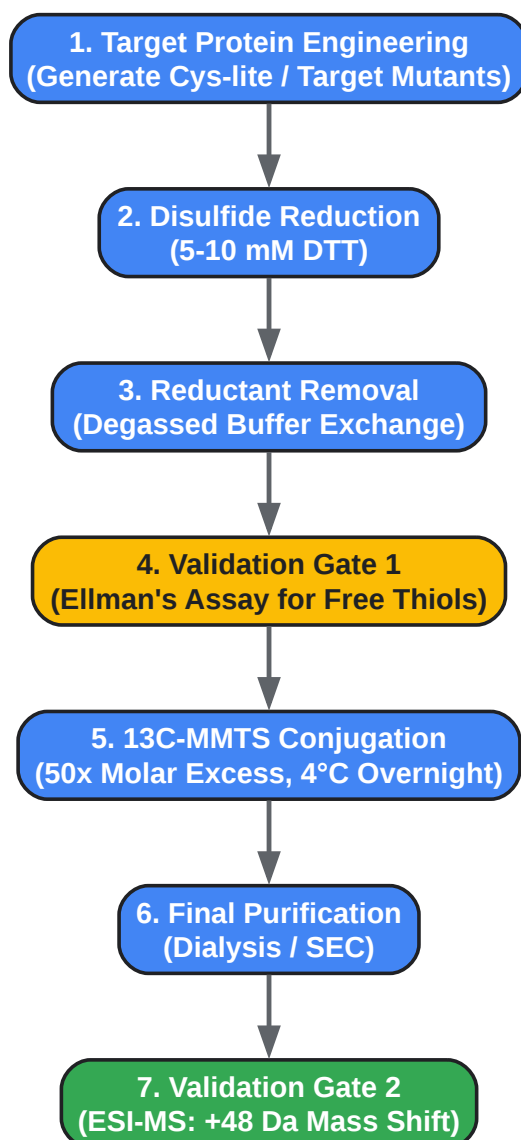 1. Target Protein Engineering
(Generate Cys-lite / Target Mutants)
2. Disulfide Reduction
(5-10 mM DTT)
3. Reductant Removal
(Degassed Buffer Exchange)
4. Validation Gate 1
(Ellman's Assay for Free Thiols)
5. 13C-MMTS Conjugation
(50x Molar Excess, 4°C Overnight)
6. Final Purification
(Dialysis / SEC)
7. Validation Gate 2
(ESI-MS: +48 Da Mass Shift)